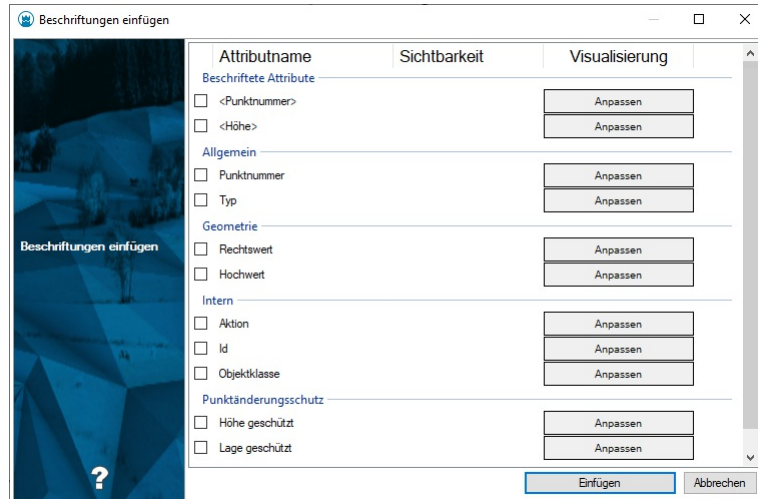 Beschriftungen einfügen
Attributname Sichtbarkeit Visualisierung
Beschriftete Attribute
<Punktnummer> Anpassen
<Höhe> Anpassen
Allgemein
Punktnummer Anpassen
Typ Anpassen
Geometrie
Rechtswert Anpassen
Beschriftungen einfügen
Hochwert Anpassen
Intern
Aktion Anpassen
Id Anpassen
Objektklasse Anpassen
Punktänderungsschutz
Höhe geschützt Anpassen
Lage geschützt Anpassen
?
Einfügen Abbrechen